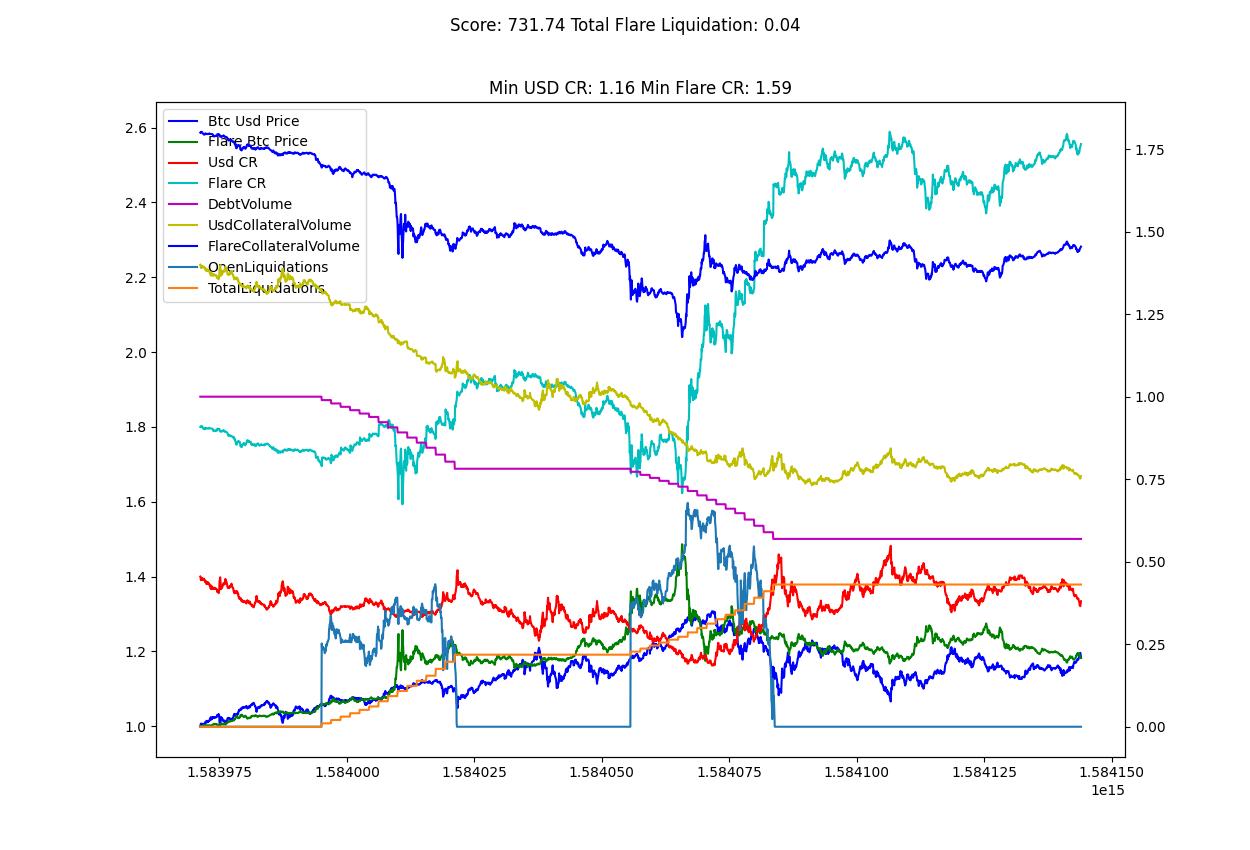 Score: 731.74 Total Flare Liquidation: 0.04
Min USD CR: 1.16 Min Flare CR: 1.59
Btc Usd Price
Flare Btc Price
Usd CR
Flare CR
DebtVolume
UsdCollateralVolume
FlareCollateralVolume
OpenLiquidations
TotalLiquidations
2.6
2.4
2.2
2.0
1.8
1.6
1.4
1.2
1.0
1.75
1.50
1.25
1.00
0.75
0.50
0.25
0.00
1.583975 1.584000 1.584025 1.584050 1.584075 1.584100 1.584125 1.584150
1e15